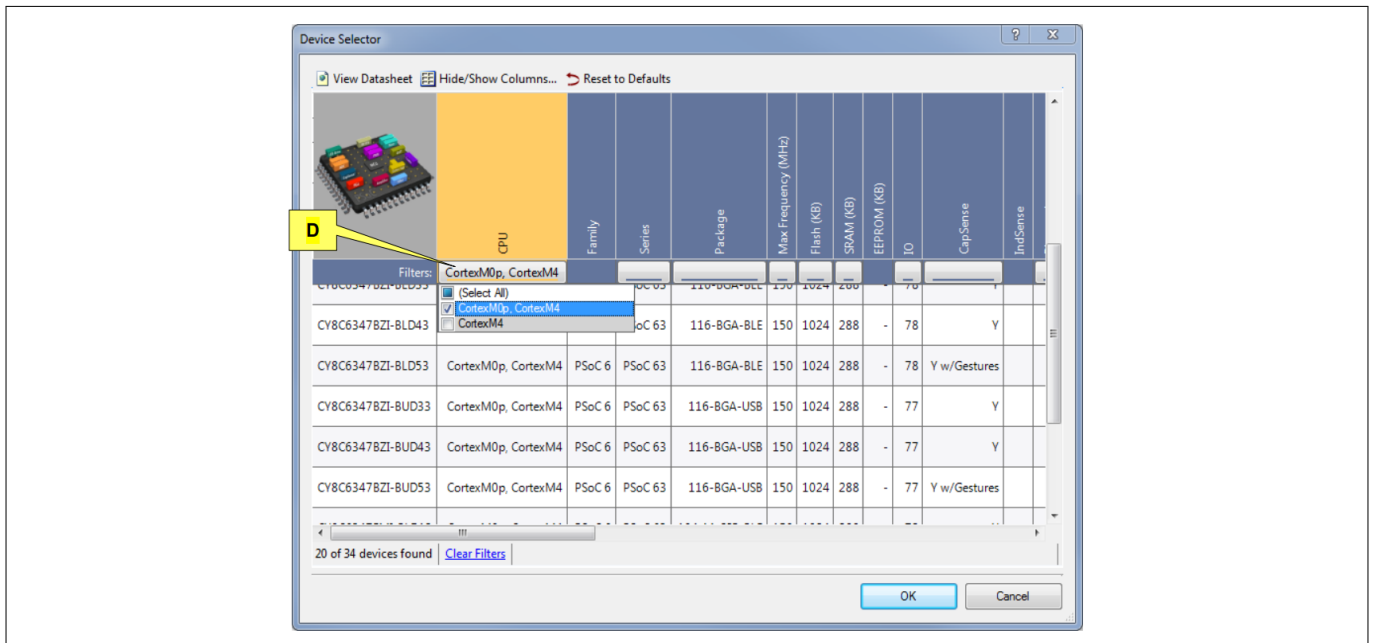 Device Selector
View Datasheet Hide/Show Columns... Reset to Defaults
CPU Family Series Package Max Frequency (MHz) Flash (KB) SRAM (KB) EEPROM (KB) IO CapSense IndSense
D
Filters: CortexM0p, CortexM4
(Select All)
CortexM0p, CortexM4
CortexM4
CY8C6347BZI-BLD43 PSoC 63 116-BGA-BLE 150 1024 288 - 78 Y
CY8C6347BZI-BLD53 CortexM0p, CortexM4 PSoC 6 PSoC 63 116-BGA-BLE 150 1024 288 - 78 Y w/Gestures
CY8C6347BZI-BUD33 CortexM0p, CortexM4 PSoC 6 PSoC 63 116-BGA-USB 150 1024 288 - 77 Y
CY8C6347BZI-BUD43 CortexM0p, CortexM4 PSoC 6 PSoC 63 116-BGA-USB 150 1024 288 - 77 Y
CY8C6347BZI-BUD53 CortexM0p, CortexM4 PSoC 6 PSoC 63 116-BGA-USB 150 1024 288 - 77 Y w/Gestures
20 of 34 devices found Clear Filters
OK Cancel